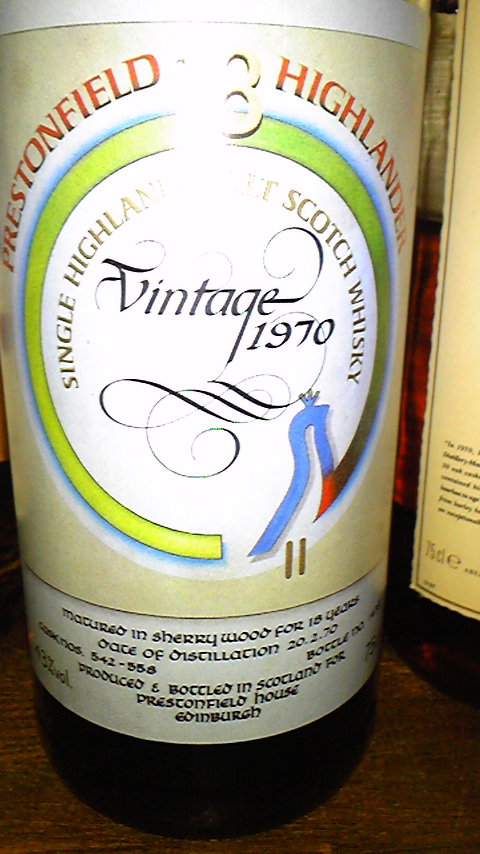 PRESTONFIELD HIGHLANDER
SINGLE HIGHLAND MALT SCOTCH WHISKY
Vintage
1970
matured in sherry wood for 18 years
date of distillation 20.2.70
cask nos. 542-558
bottle no.
43% vol.
produced & bottled in scotland for
prestonfield house
edinburgh
75cl e